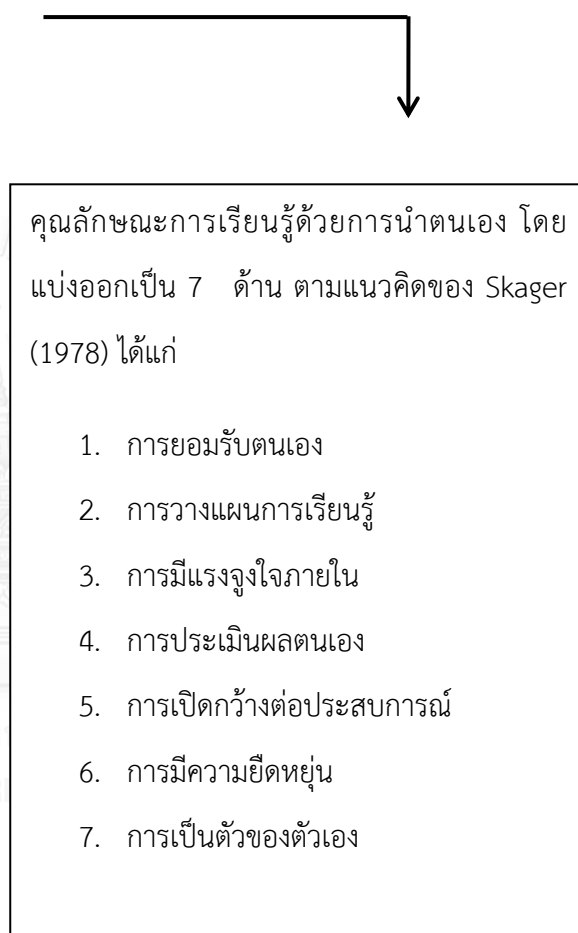 คุณลักษณะการเรียนรู้ด้วยการนำตนเอง โดย
แบ่งออกเป็น 7 ด้าน ตามแนวคิดของ Skager
(1978) ได้แก่
1. การยอมรับตนเอง
2. การวางแผนการเรียนรู้
3. การมีแรงจูงใจภายใน
4. การประเมินผลตนเอง
5. การเปิดกว้างต่อประสบการณ์
6. การมีความยืดหยุ่น
7. การเป็นตัวของตัวเอง